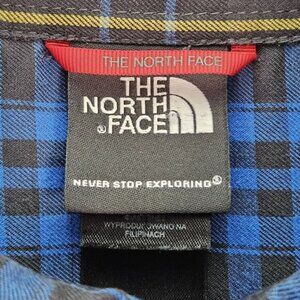 THE NORTH FACE
THE
NORTH
®FACE
NEVER STOP EXPLORING®
WYPRODUKOWANO NA
FILIPINACH